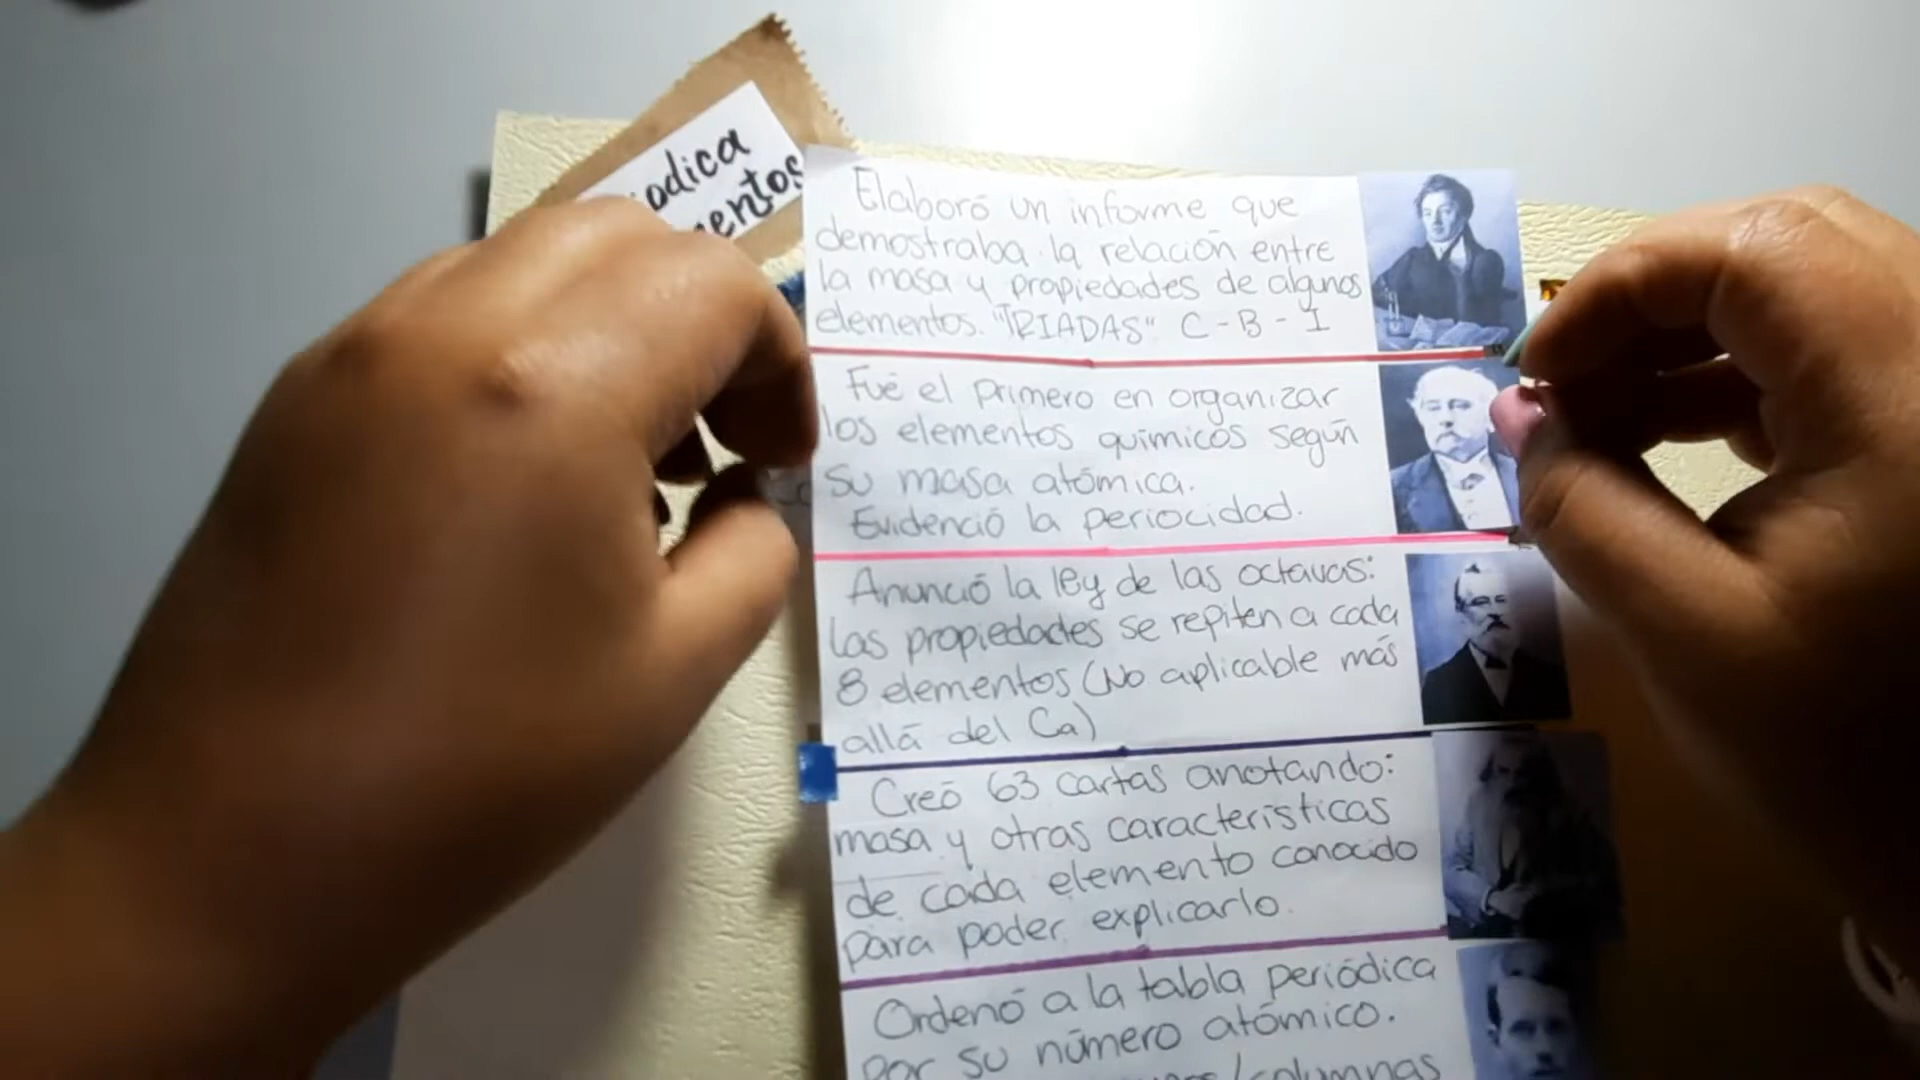 odica
entos
Elaboró un informe que
demostraba la relación entre
la masa y propiedades de algunos
elementos. "TRIADAS" C - B - I
Fué el primero en organizar
los elementos químicos según
su masa atómica.
Evidenció la periocidad.
Anunció la ley de las octavas:
las propiedades se repiten a cada
8 elementos (No aplicable más
allá del Ca)
Creó 63 cartas anotando:
masa y otras características
de cada elemento conocido
para poder explicarlo.
Ordenó a la tabla periódica
por su número atómico.
/columnas